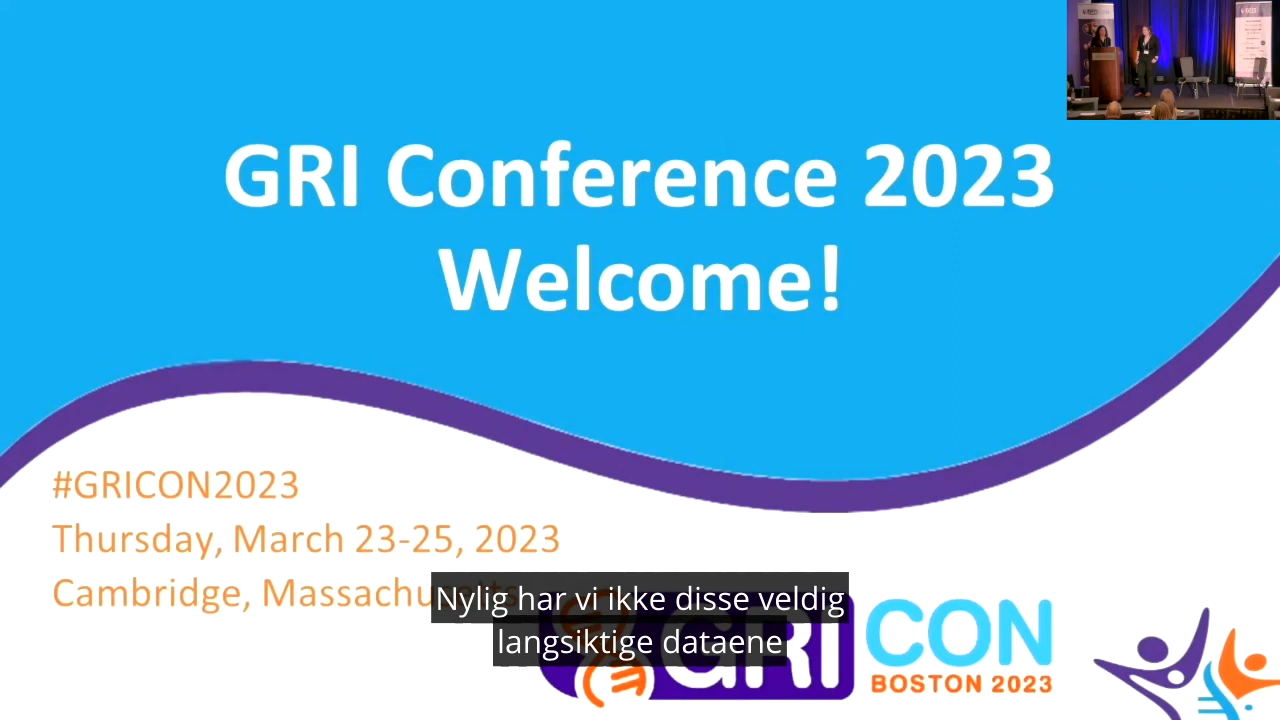 GRI Conference 2023
Welcome!
#GRICON2023
Thursday, March 23-25, 2023
Cambridge, Massachusetts
Nylig har vi ikke disse veldig
langsiktige dataene
GRI CON
BOSTON 2023